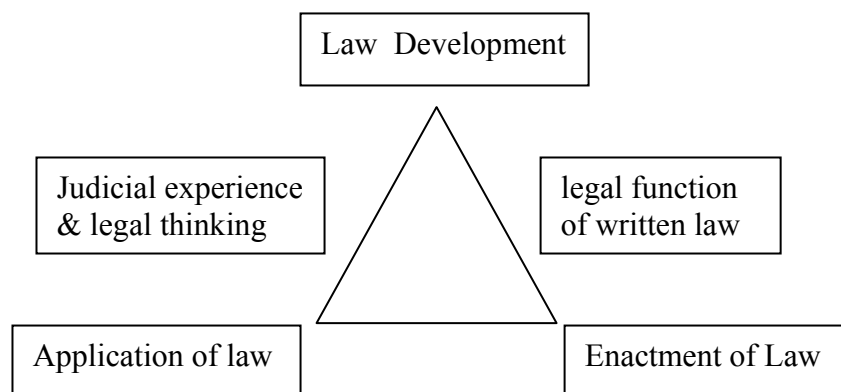 Law Development
Judicial experience
& legal thinking
legal function
of written law
Application of law
Enactment of Law